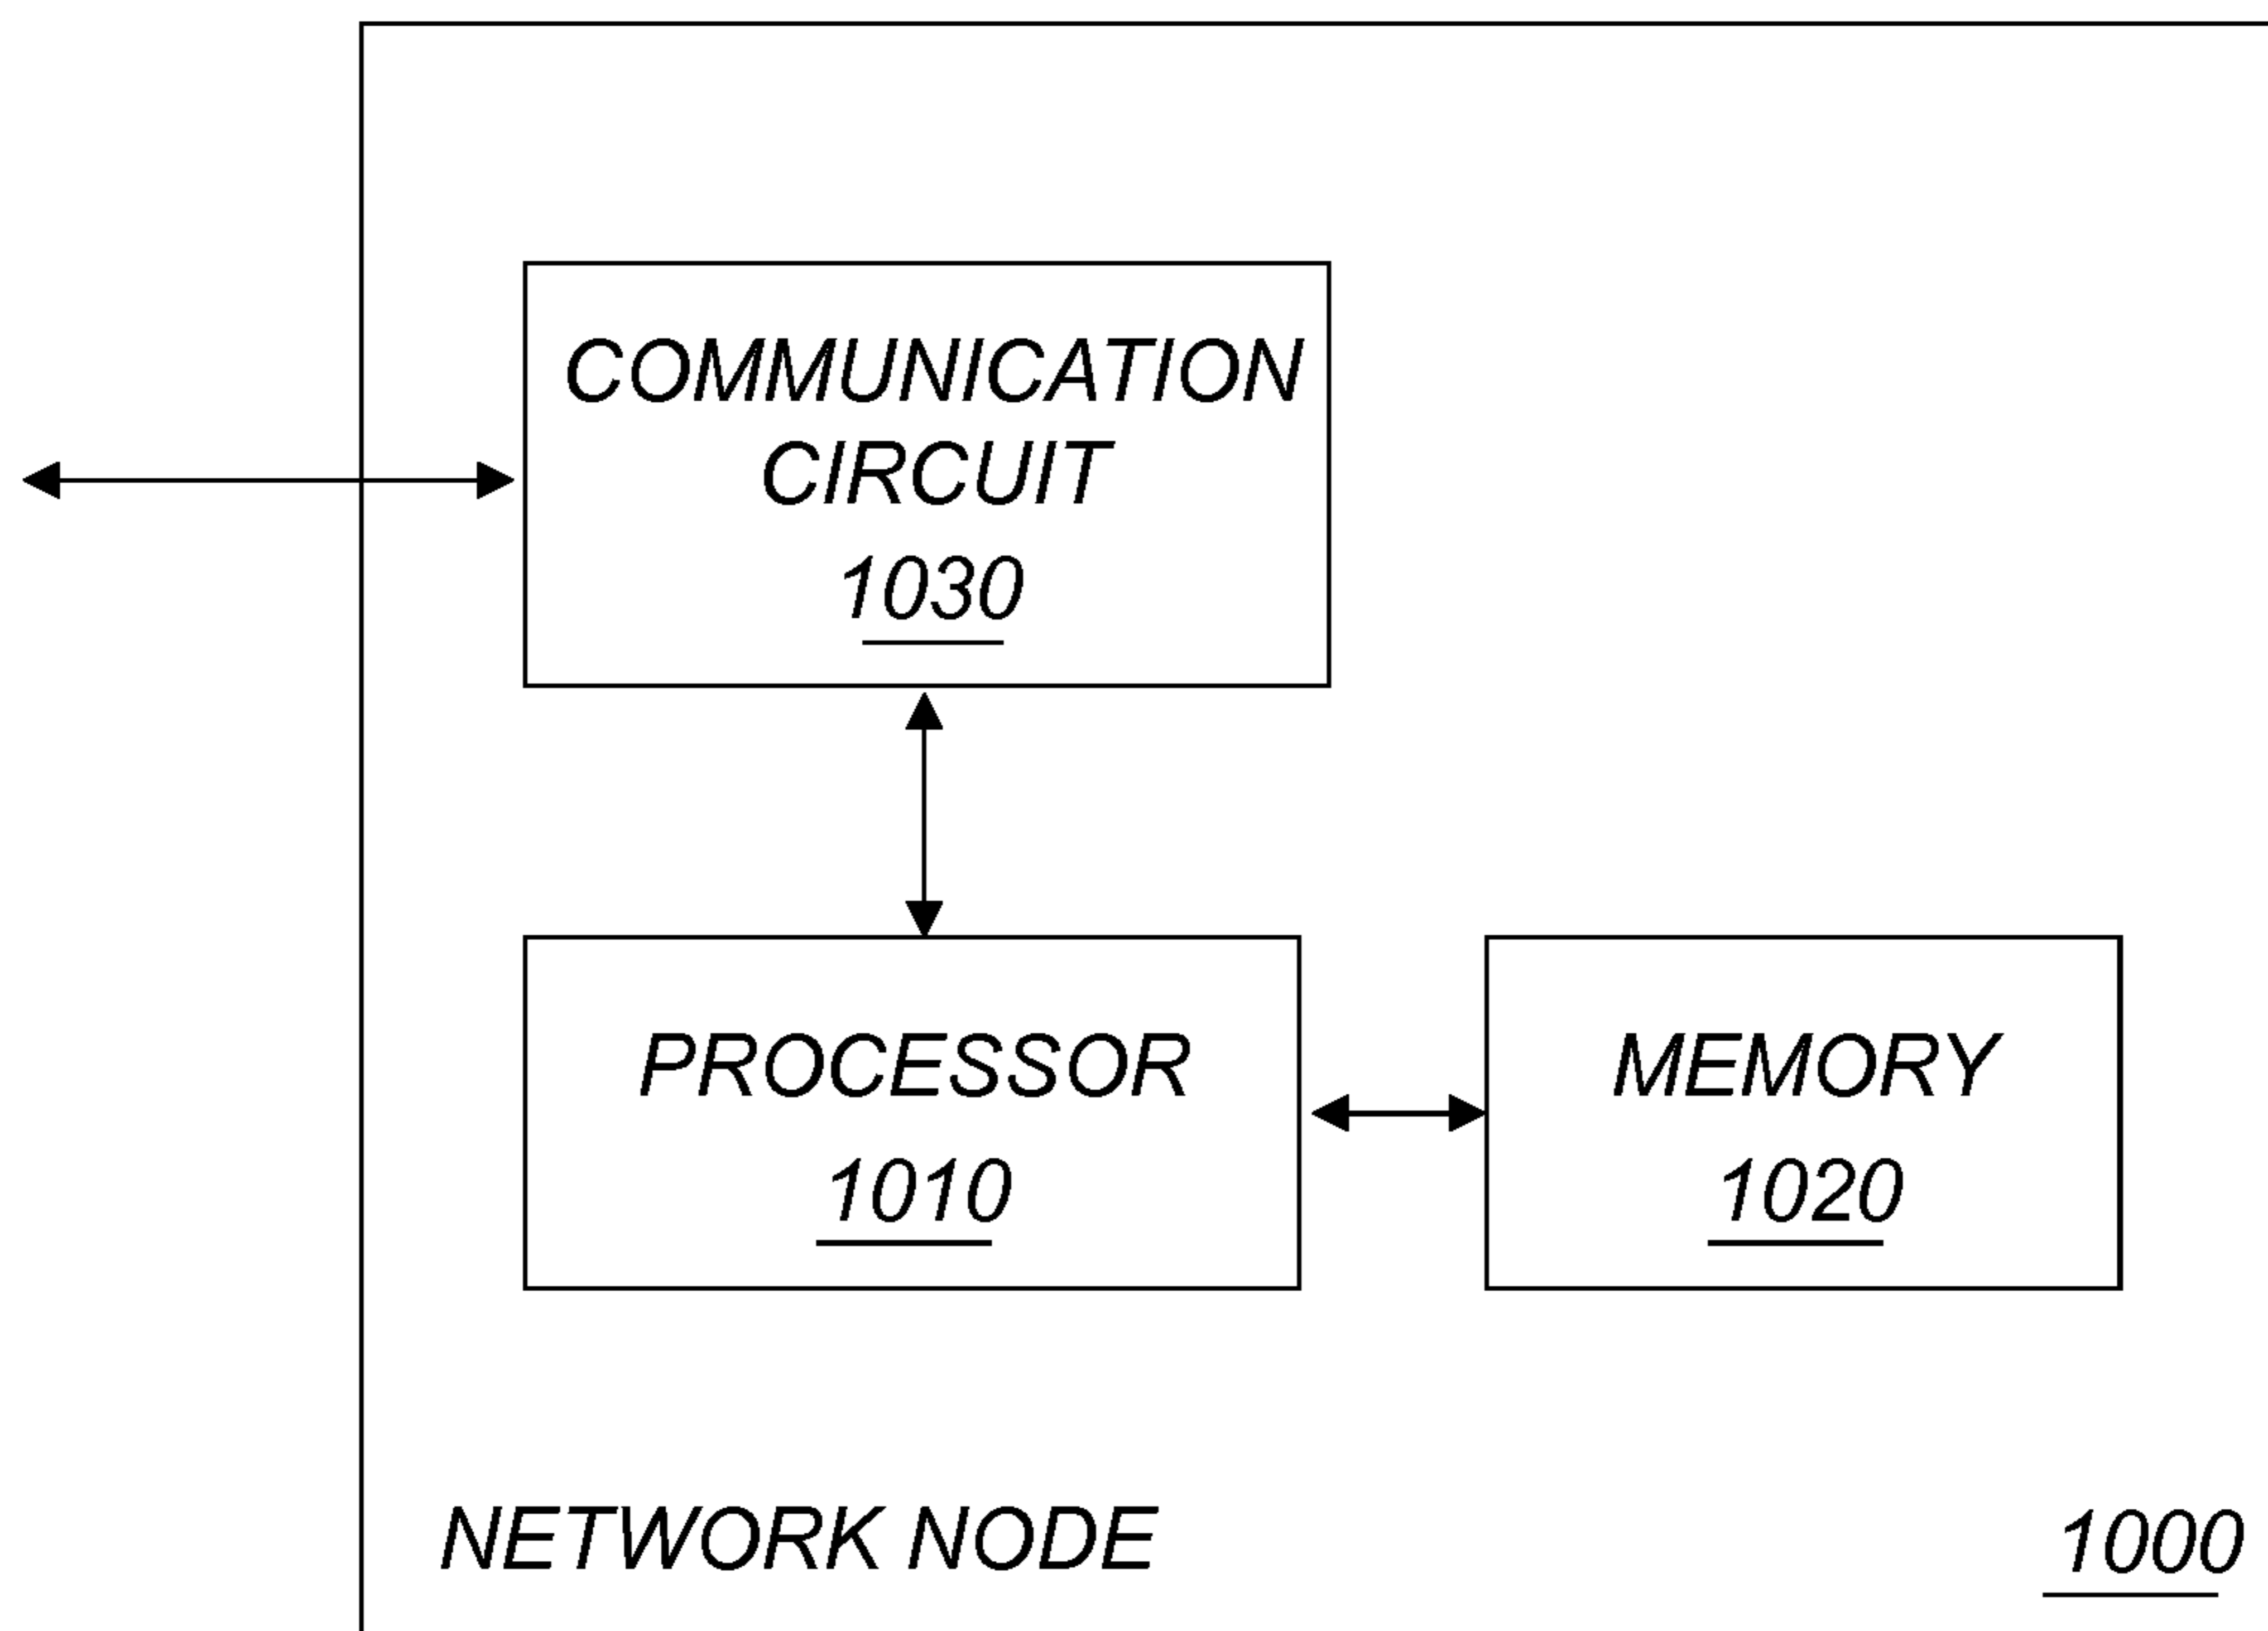 COMMUNICATION
CIRCUIT
1030
PROCESSOR
1010
MEMORY
1020
NETWORK NODE
1000